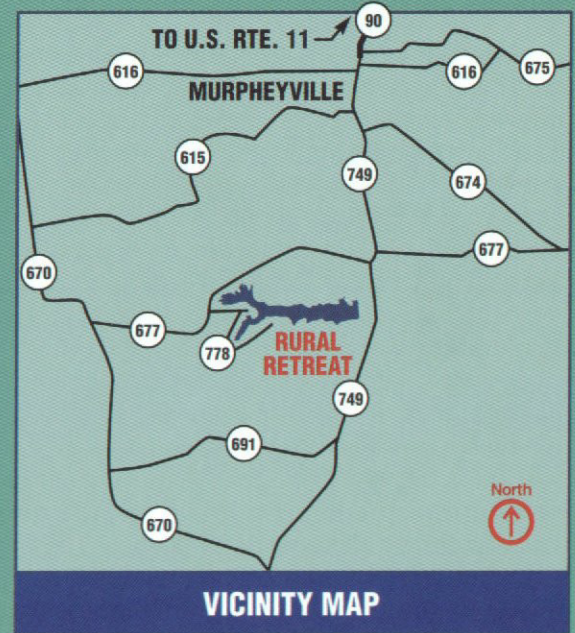 90
TO U.S. RTE. 11
616
616
675
MURPHEYVILLE
615
749
674
677
670
677
778
RURAL
RETREAT
749
691
670
North
VICINITY MAP